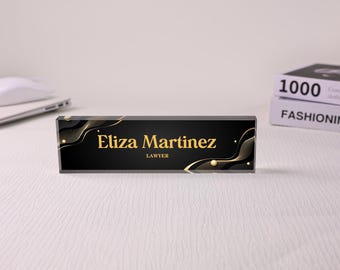 Eliza Martinez
LAWYER
1000
FASHIONIN